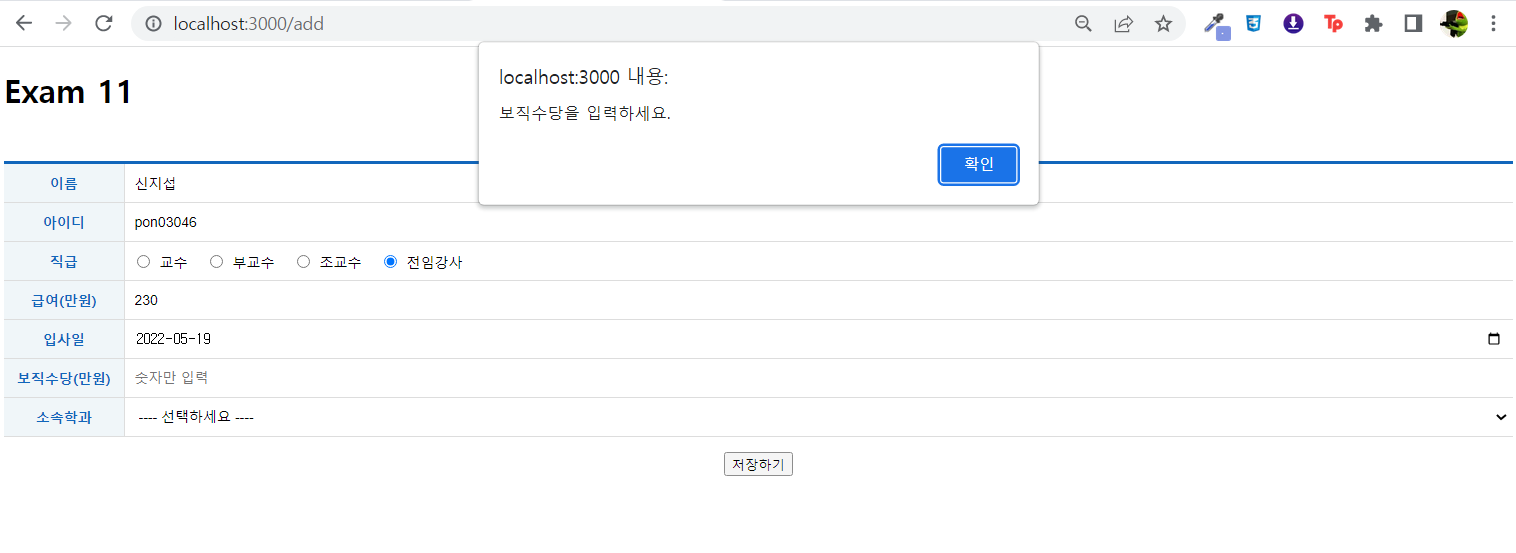 localhost:3000/add
localhost:3000 내용:
보직수당을 입력하세요.
확인
Exam 11
이름 신지섭
아이디 pon03046
직급 교수 부교수 조교수 전임강사
급여(만원) 230
입사일 2022-05-19
보직수당(만원) 숫자만 입력
소속학과 ---- 선택하세요 ----
저장하기